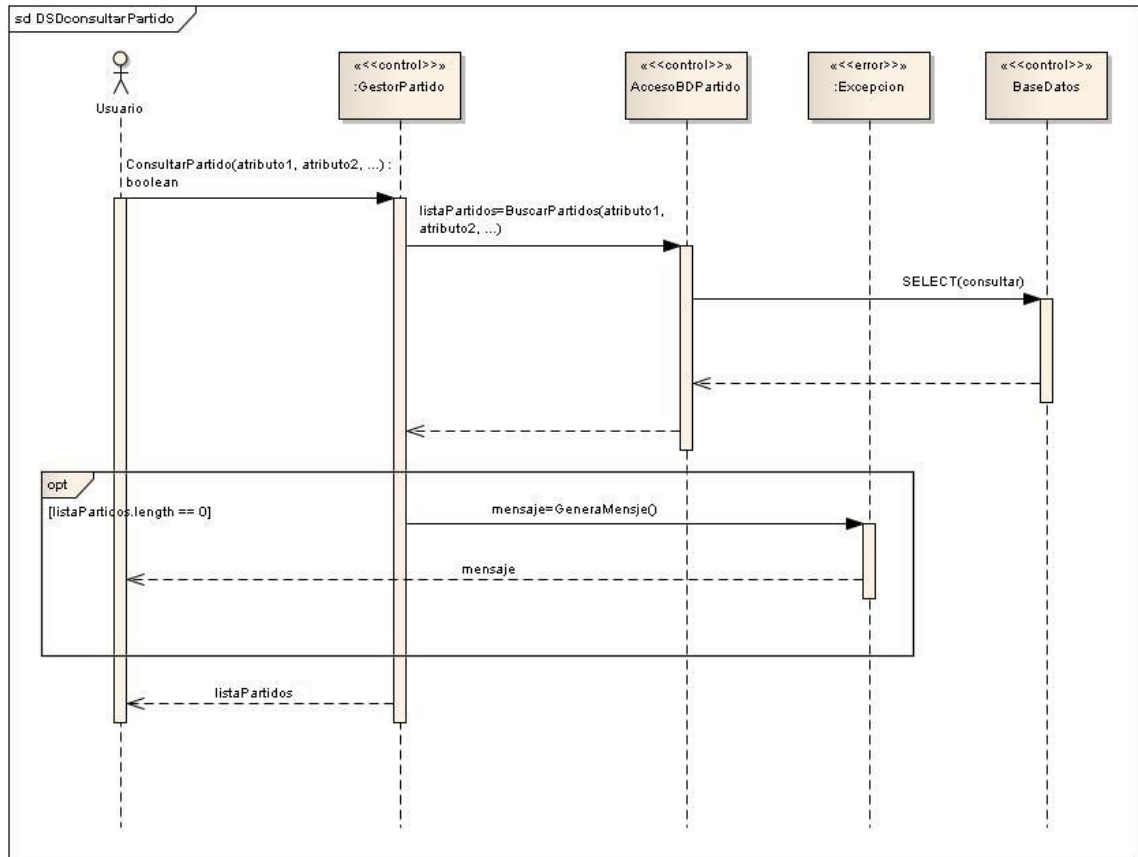 sd DSDconsultarPartido
Usuario
«<<control>>»
:GestorPartido
«<<control>>»
AccesoBDPartido
«<<error>>»
:Excepcion
«<<control>>»
BaseDatos
ConsultarPartido(atributo1, atributo2, ...) :
boolean
listaPartidos=BuscarPartidos(atributo1,
atributo2, ...)
SELECT(consultar)
opt
[listaPartidos.length == 0]
mensaje=GeneraMensje()
mensaje
listaPartidos